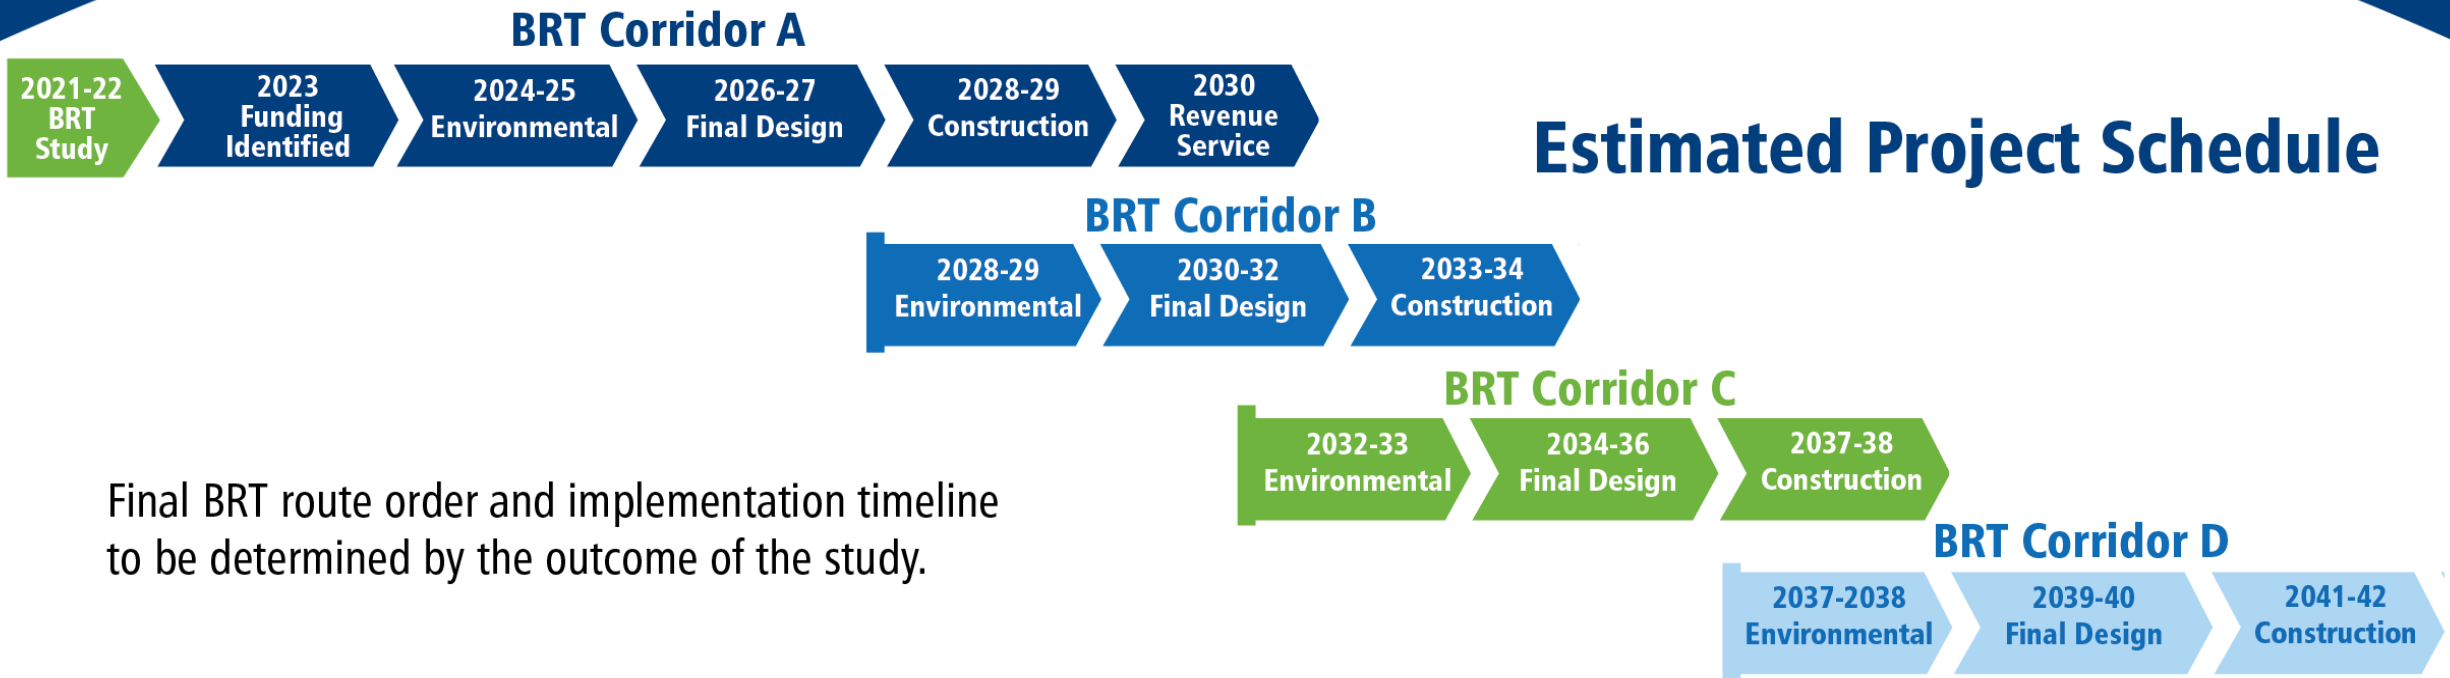 BRT Corridor A
2021-22
BRT
Study
2023
Funding
Identified
2024-25
Environmental
2026-27
Final Design
2028-29
Construction
2030
Revenue
Service
Estimated Project Schedule
BRT Corridor B
2028-29
Environmental
2030-32
Final Design
2033-34
Construction
BRT Corridor C
2032-33
Environmental
2034-36
Final Design
2037-38
Construction
Final BRT route order and implementation timeline
to be determined by the outcome of the study.
BRT Corridor D
2037-2038
Environmental
2039-40
Final Design
2041-42
Construction